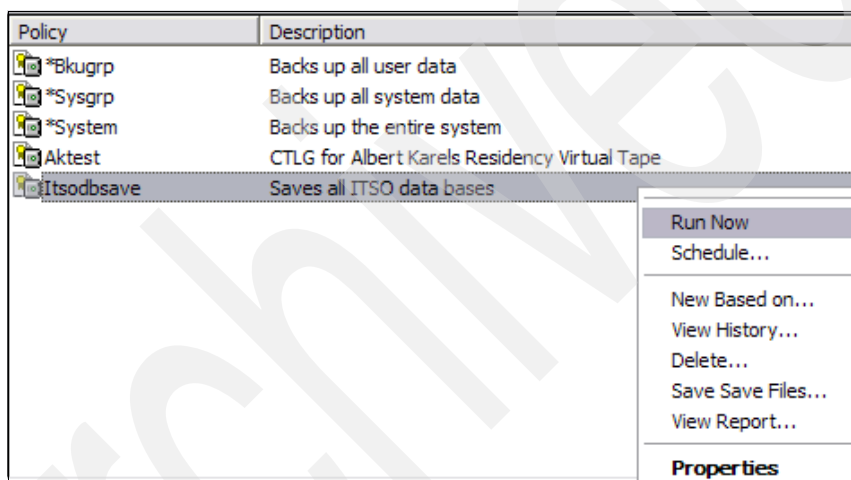 Policy Description
*Bkugrp Backs up all user data
*Sysgrp Backs up all system data
*System Backs up the entire system
Aktest CTLG for Albert Karels Residency Virtual Tape
Itsodbsave Saves all ITSO data bases
Run Now
Schedule...
New Based on...
View History...
Delete...
Save Save Files...
View Report...
Properties